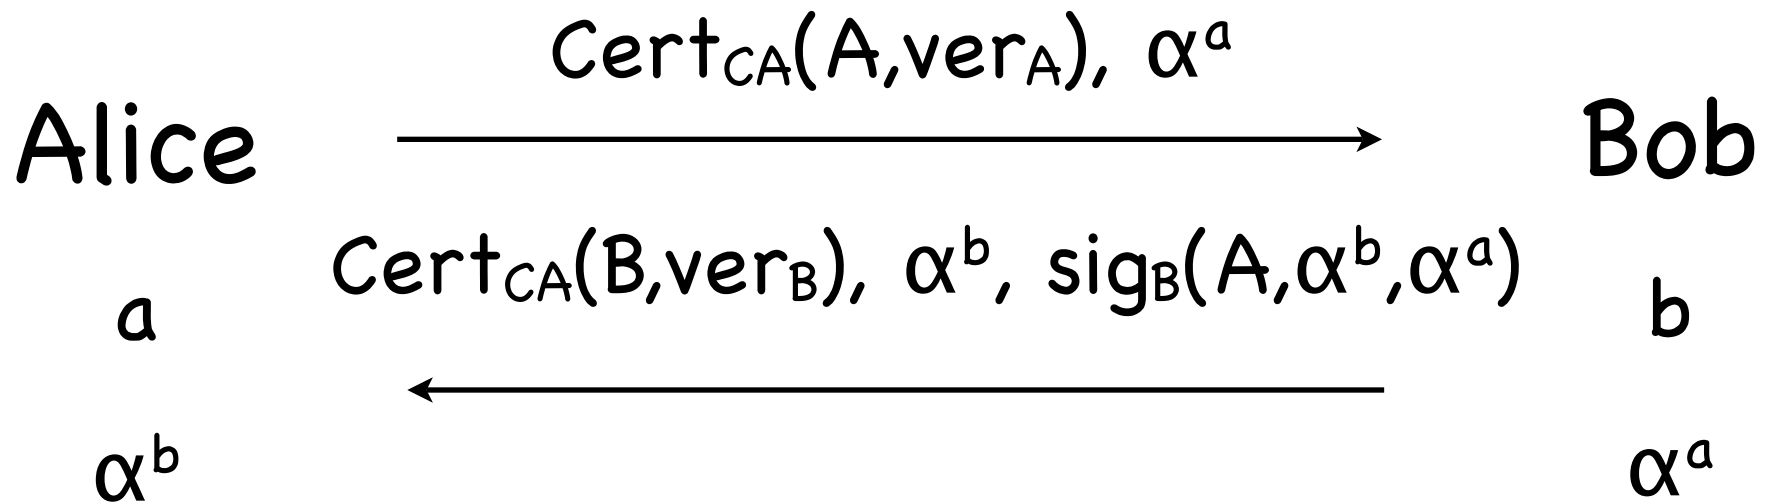 Cert_CA(A,ver_A), α^a
Alice Bob
Cert_CA(B,ver_B), α^b, sig_B(A,α^b,α^a)
a b
α^b α^a